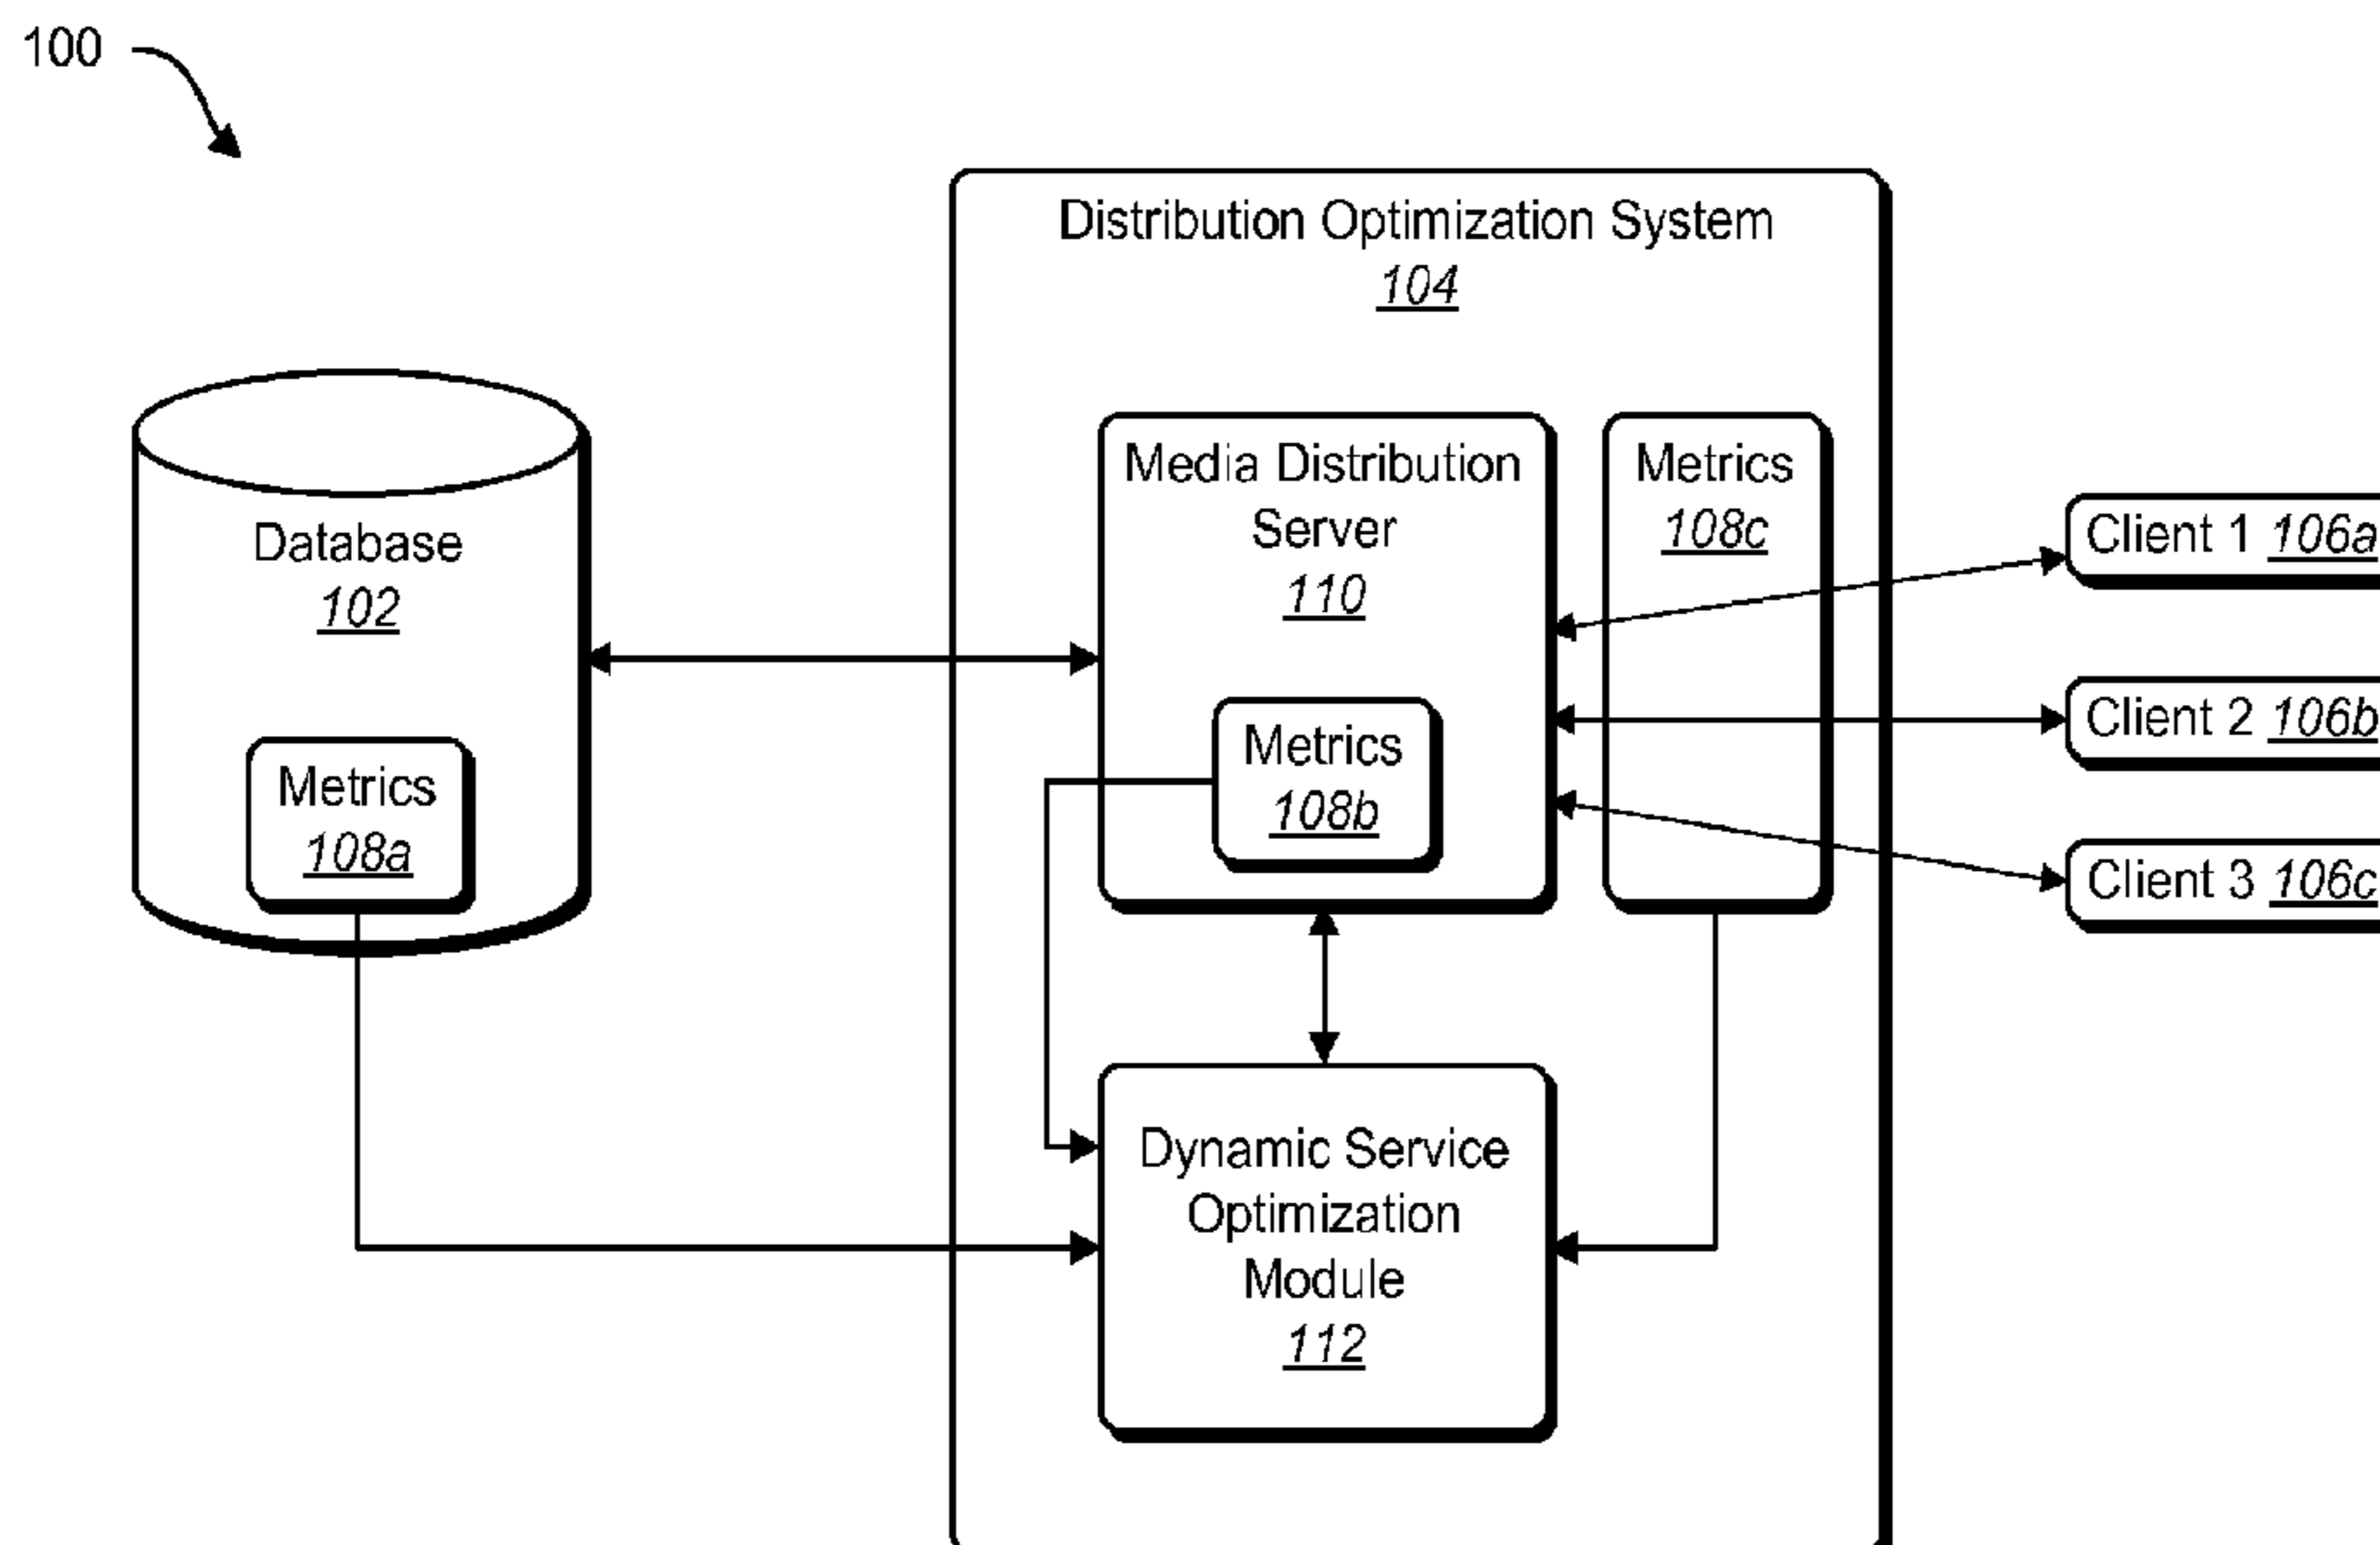 100
Distribution Optimization System
104
Database
102
Metrics
108a
Media Distribution
Server
110
Metrics
108b
Metrics
108c
Client 1 106a
Client 2 106b
Client 3 106c
Dynamic Service
Optimization
Module
112